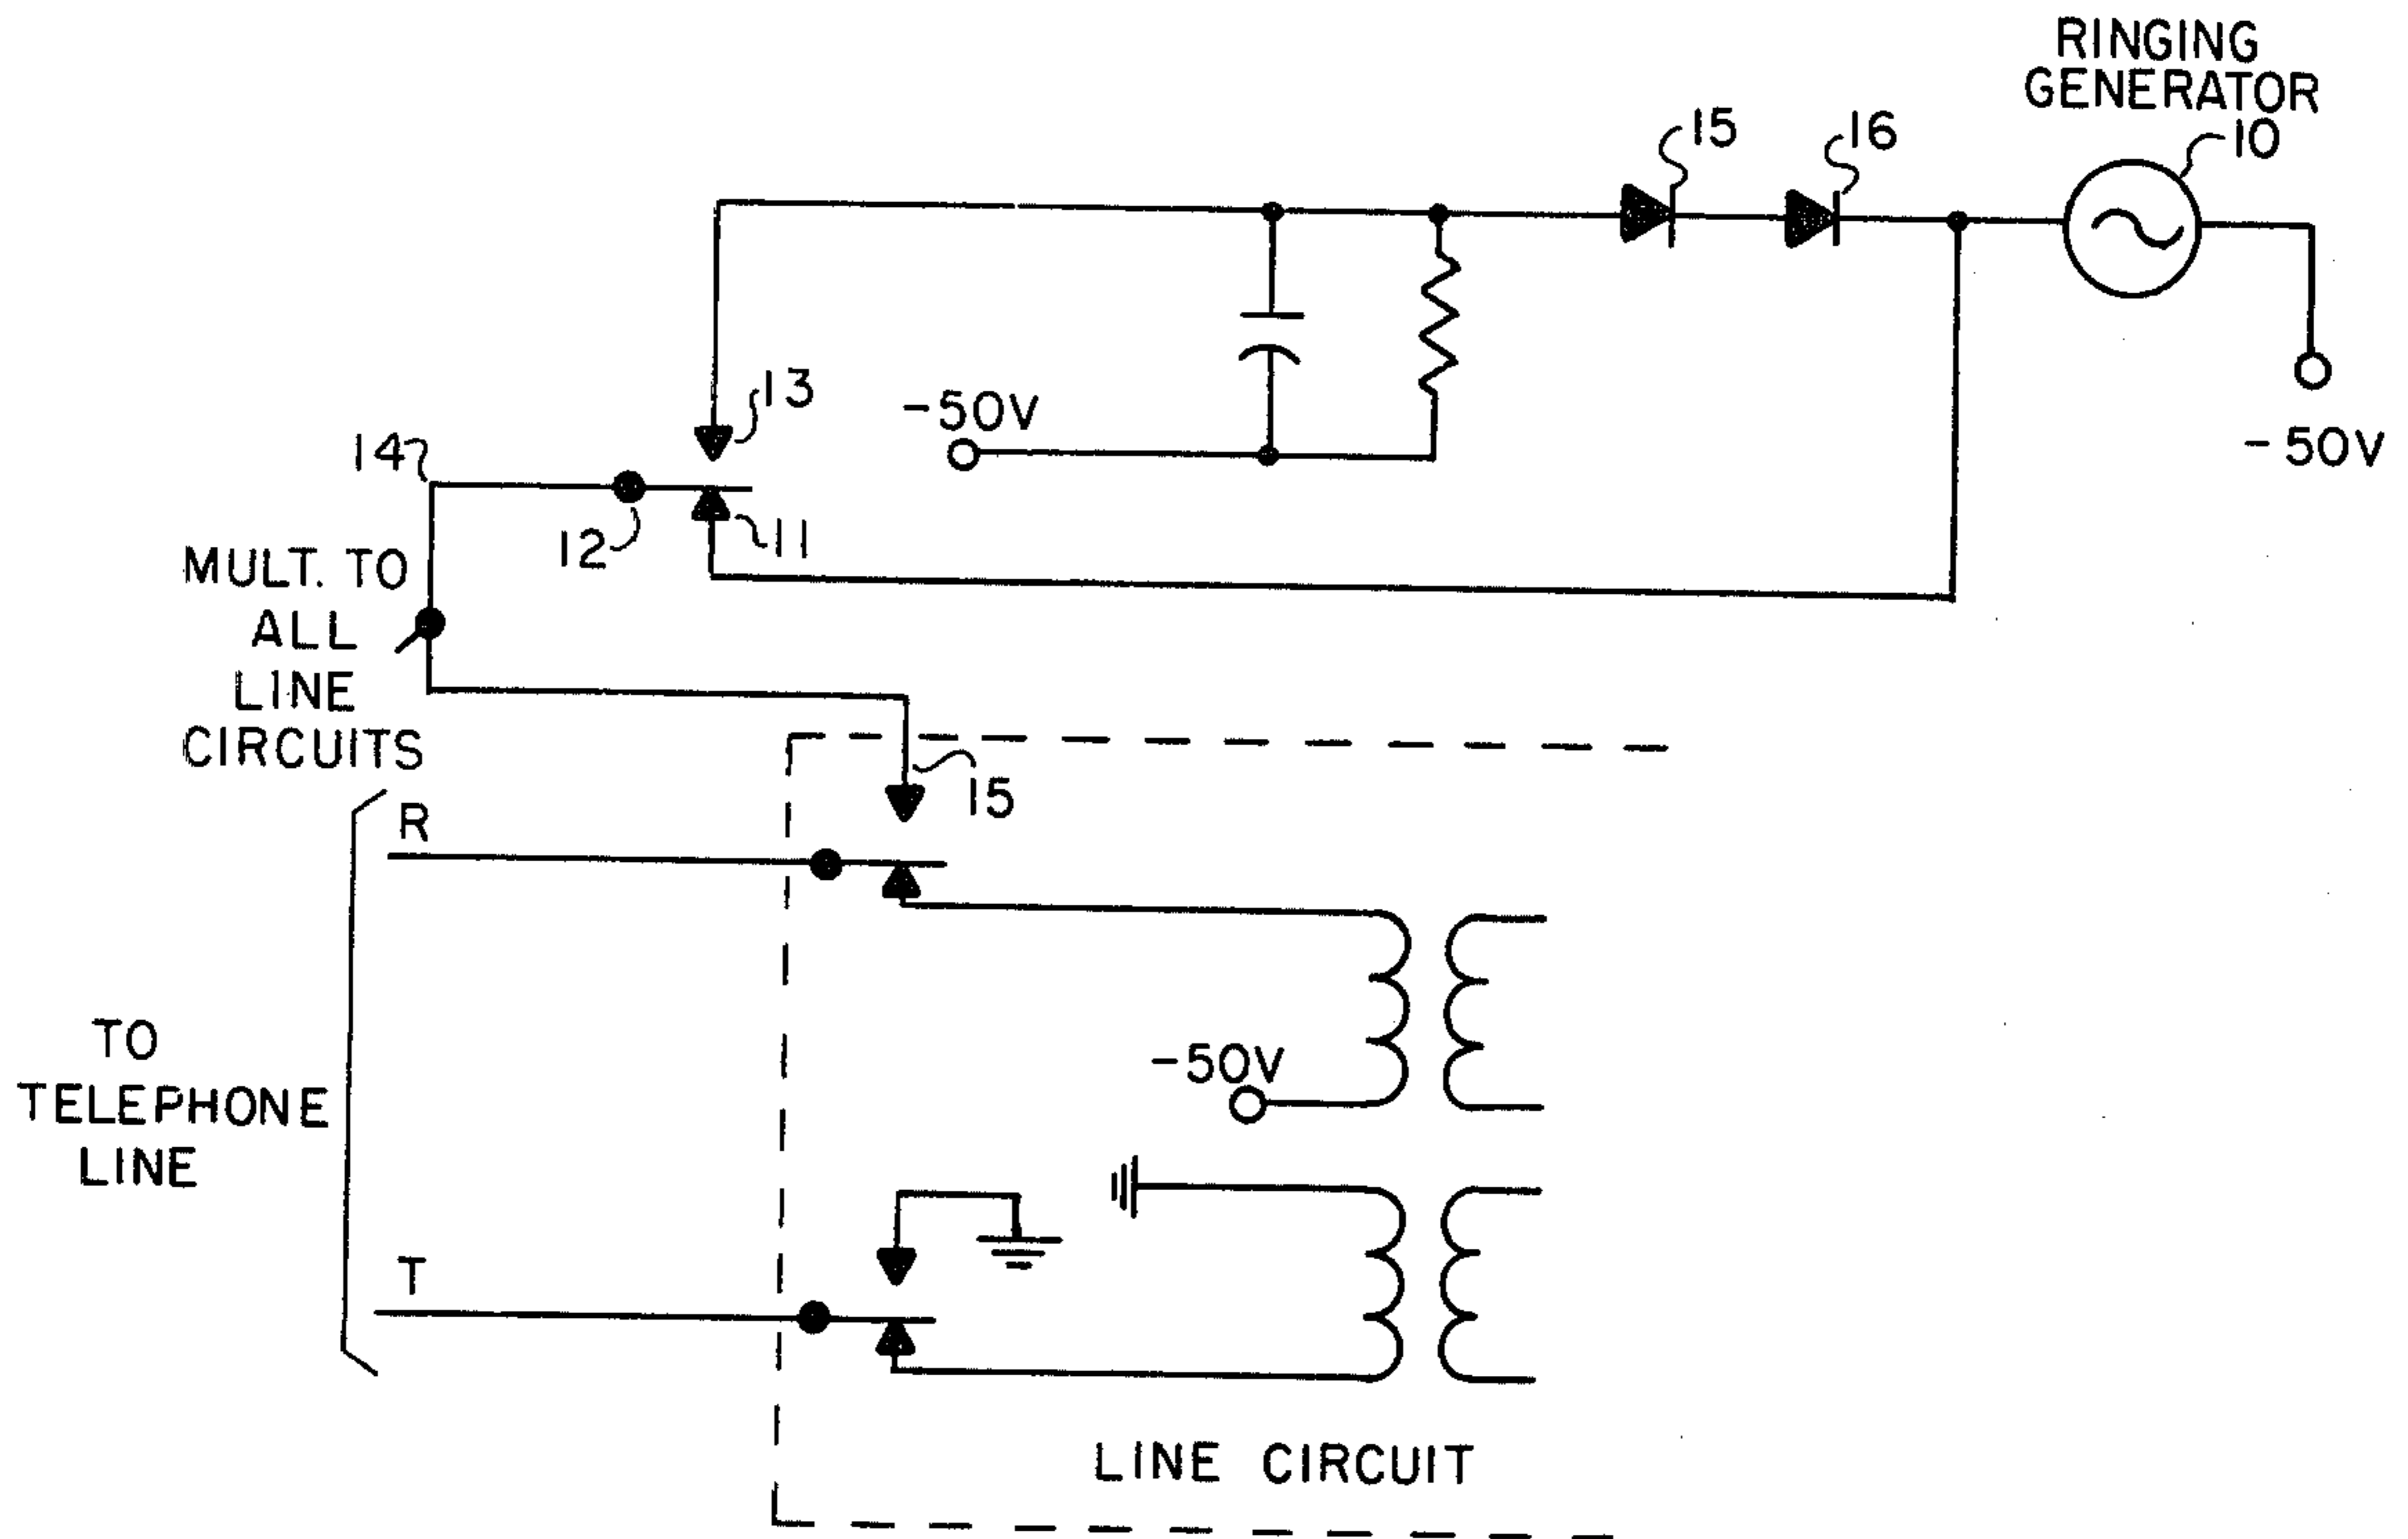 RINGING
GENERATOR
10
15
16
13
-50V
-50V
14
12
11
MULT. TO
ALL
LINE
CIRCUITS
15
R
TO
TELEPHONE
LINE
-50V
T
LINE CIRCUIT